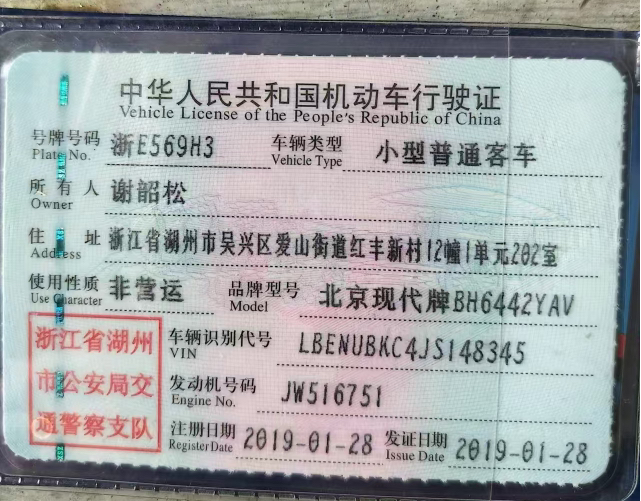 中华人民共和国机动车行驶证
Vehicle License of the People's Republic of China
号牌号码 浙E569H3 车辆类型 小型普通客车
Plate No. Vehicle Type
所有人 谢韶松
Owner
住址 浙江省湖州市吴兴区爱山街道红丰新村12幢1单元202室
Address
使用性质 非营运 品牌型号 北京现代牌BH6442YAV
Use Character Model
浙江省湖州
市公安局交
通警察支队
车辆识别代号 LBENUBKC4JS148345
VIN
发动机号码 JW516751
Engine No.
注册日期 2019-01-28 发证日期 2019-01-28
Register Date Issue Date